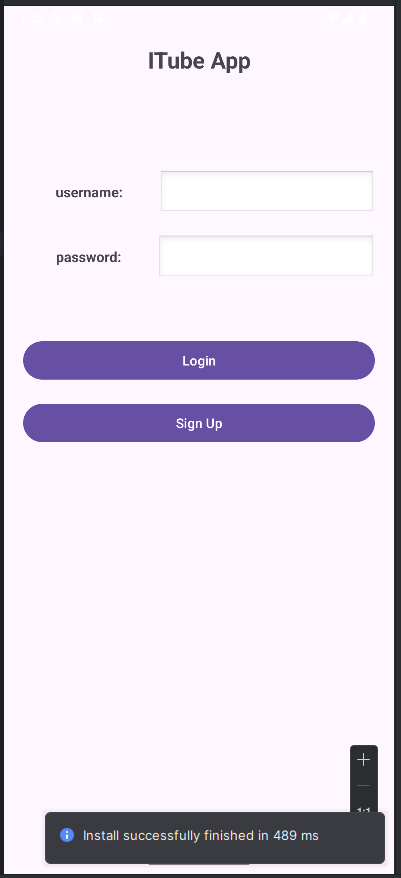 ITube App
username:
password:
Login
Sign Up
1:1
Install successfully finished in 489 ms